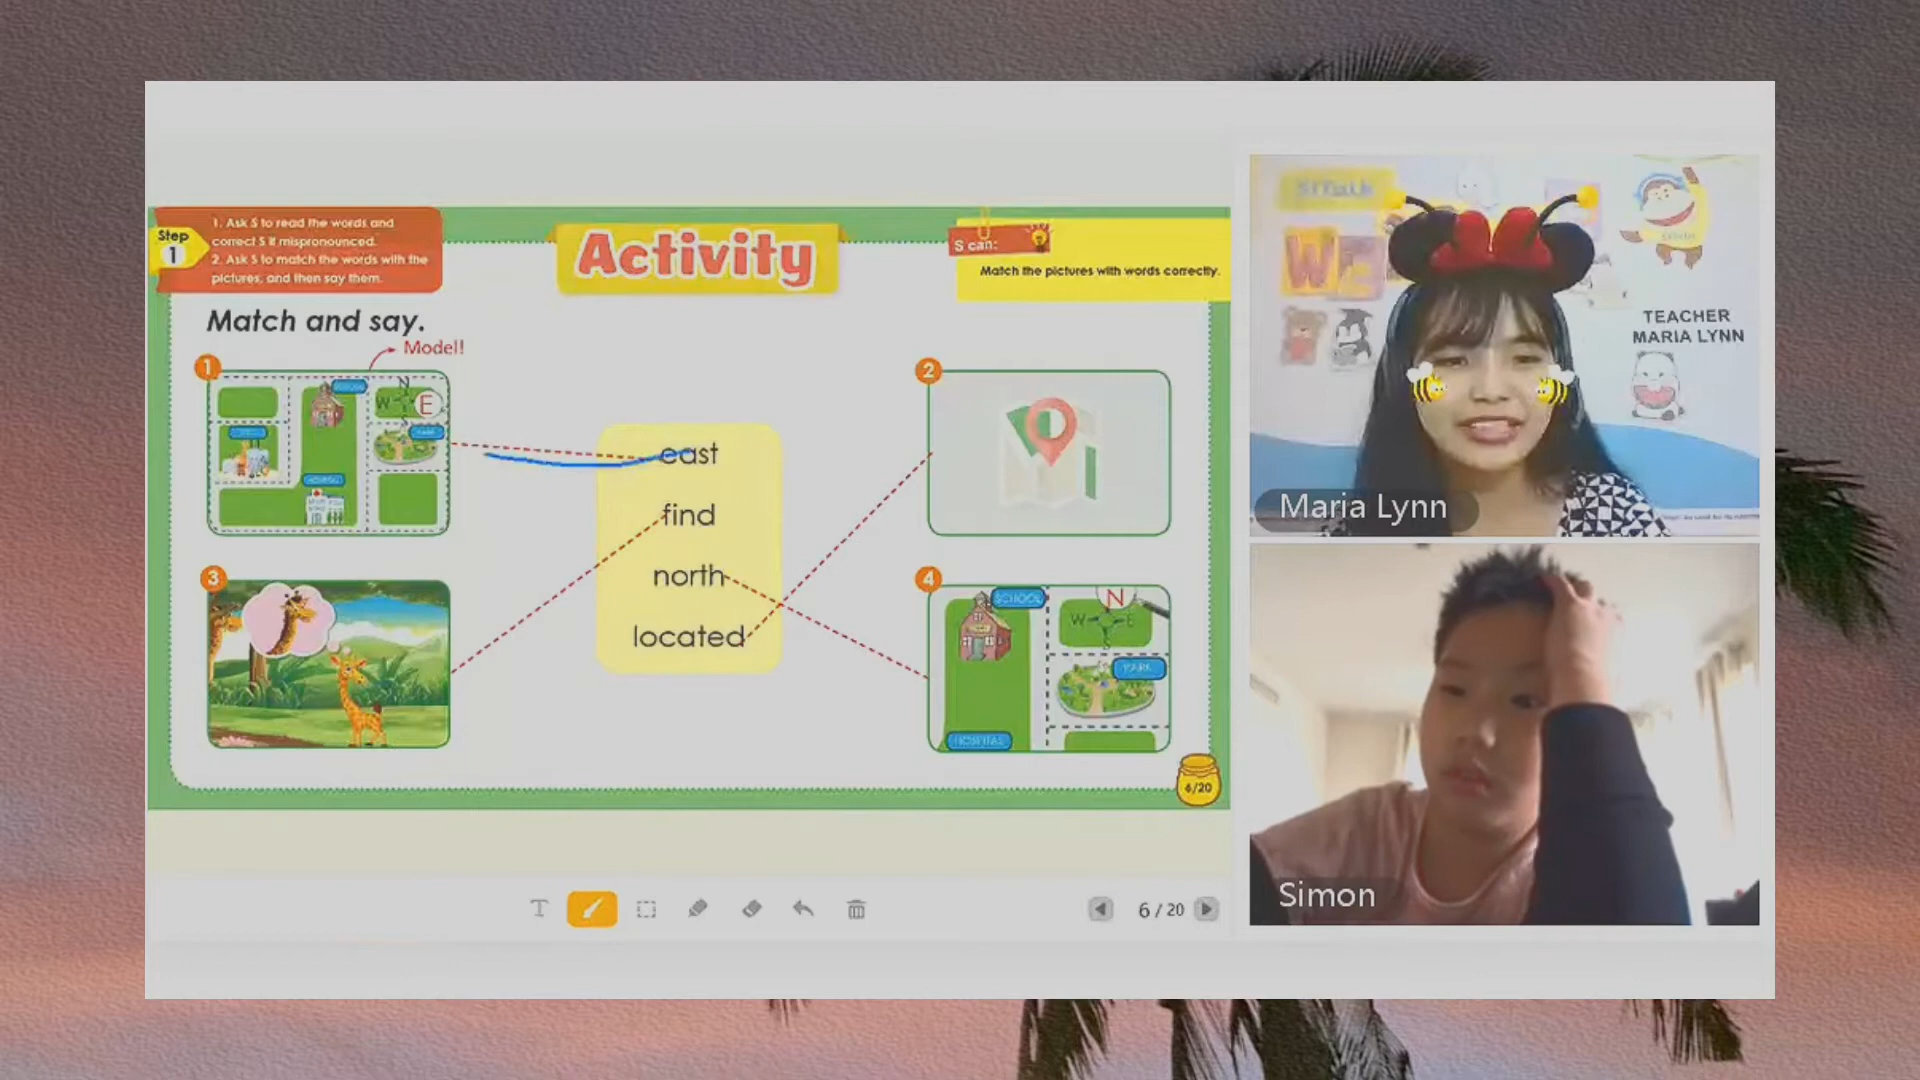 Step
1
1. Ask S to read the words and
correct S if mispronounced.
2. Ask S to match the words with the
pictures, and then say them.
Activity
S can:
Match the pictures with words correctly.
Match and say.
Model!
1
SCHOOL
N
W
E
PARK
HOSPITAL
2
3
4
SCHOOL
N
W
E
S
PARK
HOSPITAL
east
find
north
located
6/20
T
6 / 20
TEACHER
MARIA LYNN
Maria Lynn
Simon